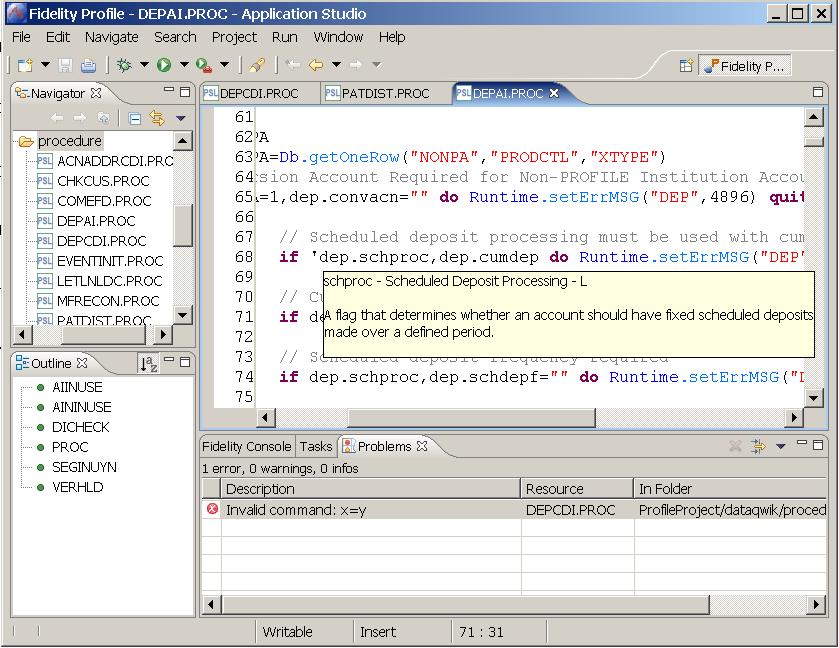 Fidelity Profile - DEPAI.PROC - Application Studio
File Edit Navigate Search Project Run Window Help
Fidelity P...
Navigator
procedure
ACNADDRCDI.PRC
CHKCUS.PROC
COMEFD.PROC
DEPAI.PROC
DEPCDI.PROC
EVENTINIT.PROC
LETLNLDC.PROC
MFRECON.PROC
PATDIST.PROC
Outline
AIINUSE
AININUSE
DICHECK
PROC
SEGINUYN
VERHLD
DEPCDI.PROC PATDIST.PROC DEPAI.PROC
61
62 PA
63 PA=Db.getOneRow("NONPA","PRODCTL","XTYPE")
64 sion Account Required for Non-PROFILE Institution Accou
65 =1,dep.convacn="" do Runtime.setErrMSG("DEP",4896) quit
66
67 // Scheduled deposit processing must be used with cum
68 if 'dep.schproc,dep.cumdep do Runtime.setErrMSG("DEP"
69
70 // Cu
71 if de
72
73 // Scheduled deposit frequency required
74 if dep.schproc,dep.schdepf="" do Runtime.setErrMSG("D
75
schproc - Scheduled Deposit Processing - L
A flag that determines whether an account should have fixed scheduled deposits
made over a defined period.
Fidelity Console Tasks Problems
1 error, 0 warnings, 0 infos
Description Resource In Folder
Invalid command: x=y DEPCDI.PROC ProfileProject/dataqwik/proced
Writable Insert 71 : 31